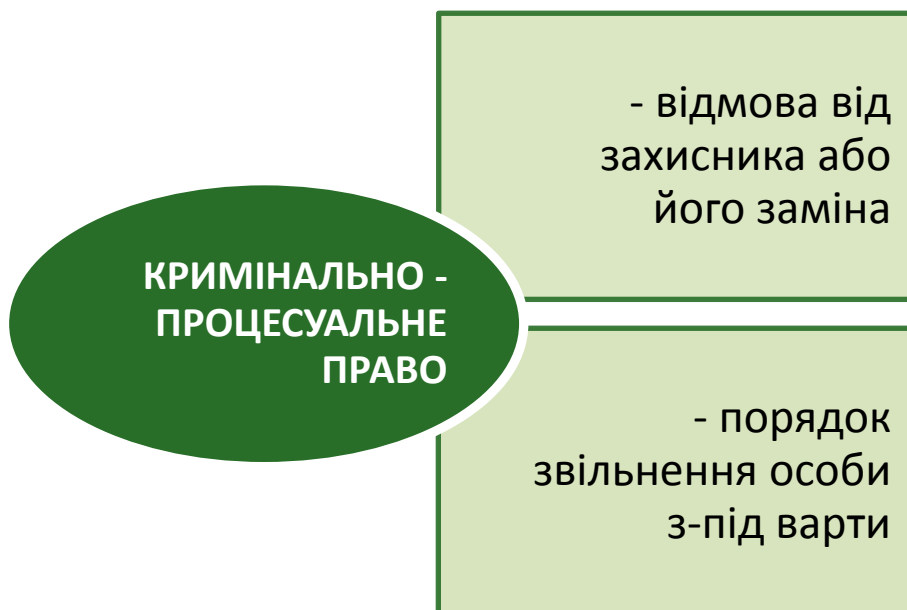 КРИМІНАЛЬНО -
ПРОЦЕСУАЛЬНЕ
ПРАВО
- відмова від
захисника або
його заміна
- порядок
звільнення особи
з-під варти